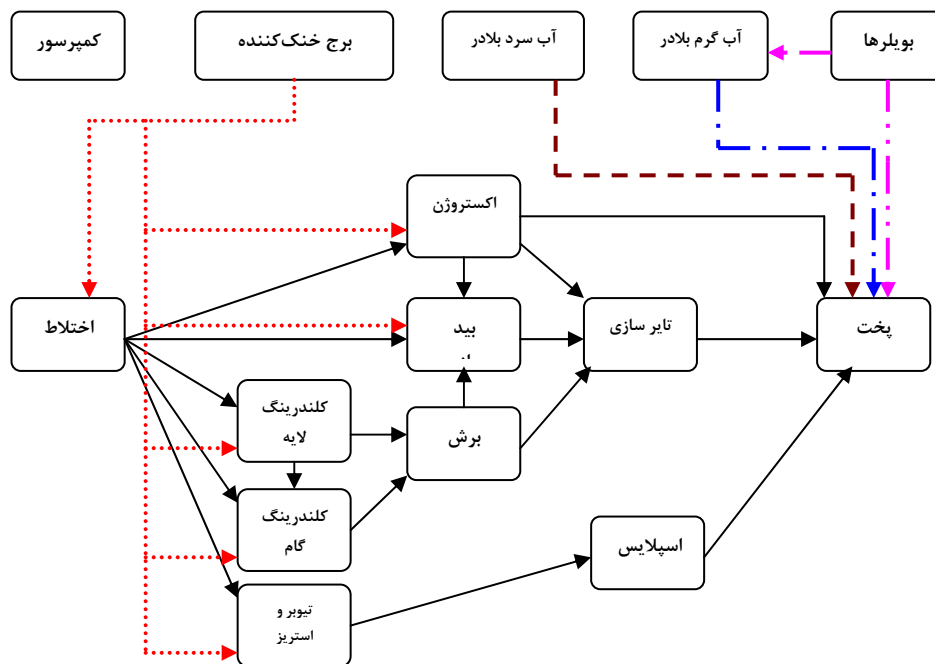 کمپرسور
برج خنک‌کننده
آب سرد بلادر
آب گرم بلادر
بویلرها
اکستروژن
اختلاط
بید
تایر سازی
پخت
کلندرینگ
لایه
برش
کلندرینگ
گام
اسپلایس
تیوبر و
استریز